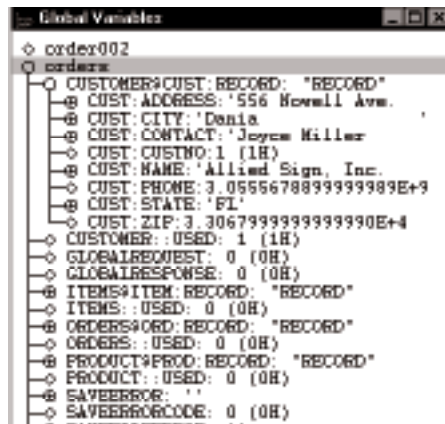 Global Variables
order002
orders
CUSTOMER$CUST:RECORD: "RECORD"
CUST:ADDRESS:'556 Nowell Ave.
CUST:CITY:'Dania '
CUST:CONTACT:'Joyce Miller
CUST:CUSTNO:1 (1H)
CUST:NAME:'Allied Sign, Inc.
CUST:PHONE:3.0555678899999989E+9
CUST:STATE:'FL'
CUST:ZIP:3.3067999999999990E+4
CUSTOMER::USED: 1 (1H)
GLOBALREQUEST: 0 (0H)
GLOBALRESPONSE: 0 (0H)
ITEMS$ITEM:RECORD: "RECORD"
ITEMS::USED: 0 (0H)
ORDERS$ORD:RECORD: "RECORD"
ORDERS::USED: 0 (0H)
PRODUCT$PROD:RECORD: "RECORD"
PRODUCT::USED: 0 (0H)
SAVEERROR: ''
SAVEERRORCODE: 0 (0H)